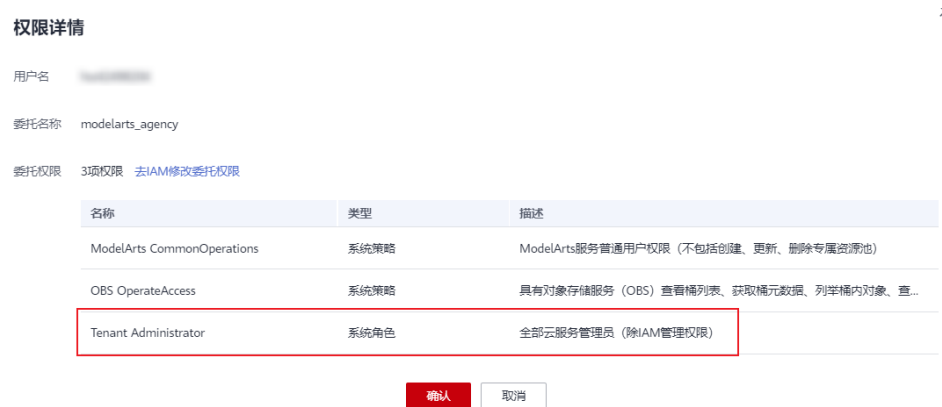 权限详情
用户名
委托名称 modelarts_agency
委托权限 3项权限 去IAM修改委托权限
名称 类型 描述
ModelArts CommonOperations 系统策略 ModelArts服务普通用户权限（不包括创建、更新、删除专属资源池）
OBS OperateAccess 系统策略 具有对象存储服务（OBS）查看桶列表、获取桶元数据、列举桶内对象、查...
Tenant Administrator 系统角色 全部云服务管理员（除IAM管理权限）
确认 取消